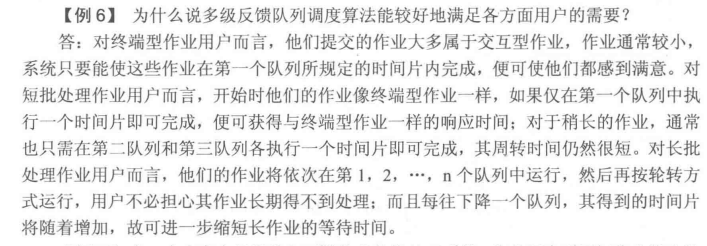 【例6】 为什么说多级反馈队列调度算法能较好地满足各方面用户的需要？
答：对终端型作业用户而言，他们提交的作业大多属于交互型作业，作业通常较小，
系统只要能使这些作业在第一个队列所规定的时间片内完成，便可使他们都感到满意。对
短批处理作业用户而言，开始时他们的作业像终端型作业一样，如果仅在第一个队列中执
行一个时间片即可完成，便可获得与终端型作业一样的响应时间；对于稍长的作业，通常
也只需在第二队列和第三队列各执行一个时间片即可完成，其周转时间仍然很短。对长批
处理作业用户而言，他们的作业将依次在第 1，2，…，n 个队列中运行，然后再按轮转方
式运行，用户不必担心其作业长期得不到处理；而且每往下降一个队列，其得到的时间片
将随着增加，故可进一步缩短长作业的等待时间。